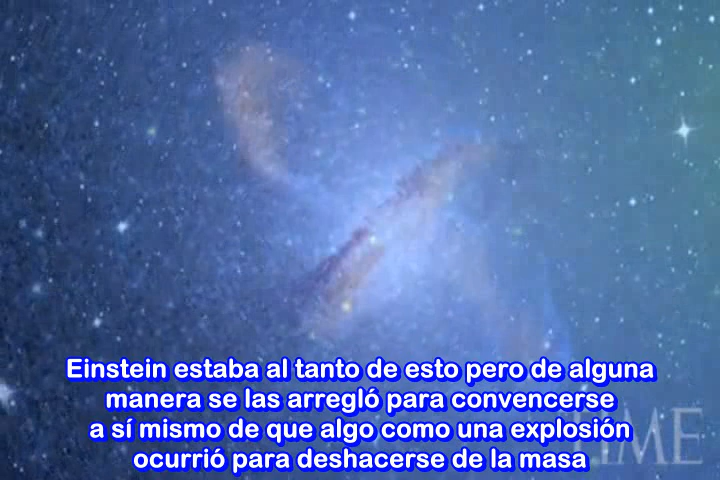 Einstein estaba al tanto de esto pero de alguna
manera se las arregló para convencerse
a sí mismo de que algo como una explosión
ocurrió para deshacerse de la masa